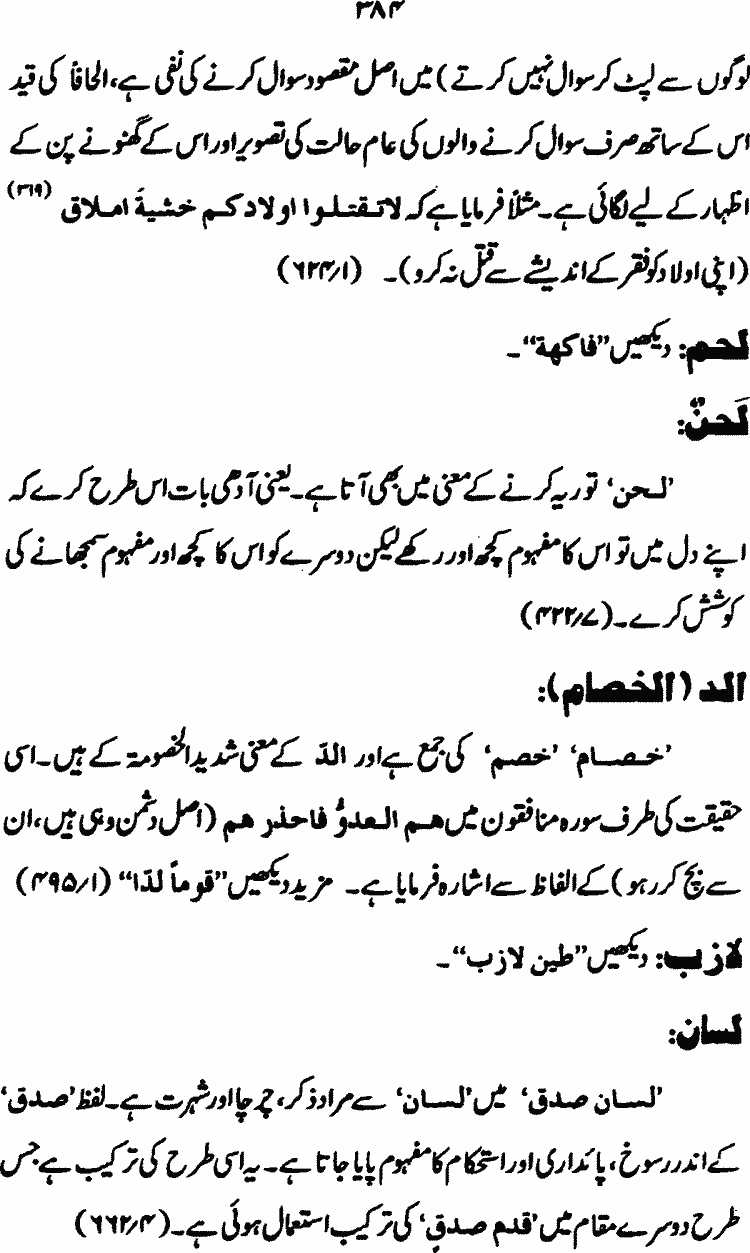 ۳۸۴
لوگوں سے لپٹ کر سوال نہیں کرتے) میں اصل مقصود سوال کرنے کی نفی ہے، الحافاً کی قید
اس کے ساتھ صرف سوال کرنے والوں کی عام حالت کی تصویر اور اس کے گھنونے پن کے
اظہار کے لیے لگائی ہے۔ مثلاً فرمایا ہے کہ لاتقتلوا اولادکم خشیۃ املاق (۳۶۹)
(اپنی اولاد کو فقر کے اندیشے سے قتل نہ کرو)۔ (۶۲۴/۱)
لحم: دیکھیں "فاکھۃ"۔
لَحنٌ:
'لحن' توریہ کرنے کے معنی میں بھی آتا ہے۔ یعنی آدھی بات اس طرح کرے کہ
اپنے دل میں تو اس کا مفہوم کچھ اور رکھے لیکن دوسرے کو اس کا کچھ اور مفہوم سمجھانے کی
کوشش کرے۔ (۴۲۲/۷)
الد (الخصام):
'خصام' 'خصم' کی جمع ہے اور الدّ کے معنی شدید الخصومۃ کے ہیں۔ اسی
حقیقت کی طرف سورہ منافقون میں ھم العدوُّ فاحذرھم (اصل دشمن وہی ہیں، ان
سے بچ کر رہو) کے الفاظ سے اشارہ فرمایا ہے۔ مزید دیکھیں "قوماً لدّا" (۴۹۵/۱)
لازب: دیکھیں "طین لازب"۔
لسان:
'لسان صدق' میں 'لسان' سے مراد ذکر، چرچا اور شہرت ہے۔ لفظ 'صدق'
کے اندر رسوخ، پائداری اور استحکام کا مفہوم پایا جاتا ہے۔ یہ اسی طرح کی ترکیب ہے جس
طرح دوسرے مقام میں 'قدم صدقٍ' کی ترکیب استعمال ہوئی ہے۔ (۶۶۲/۴)